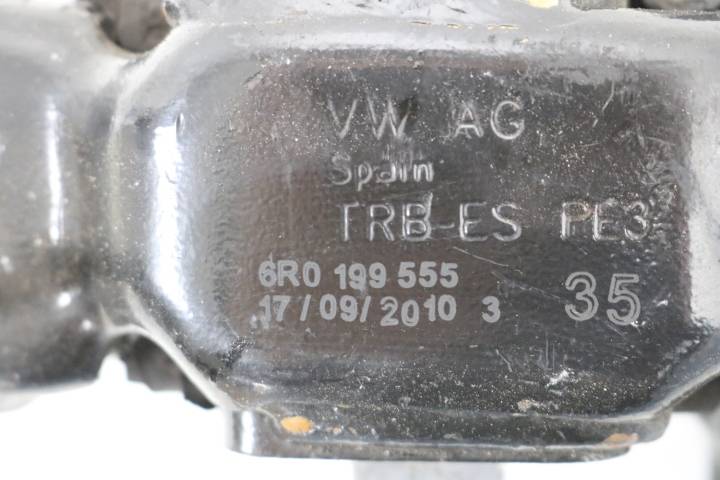 VW AG
Spain
TRB-ES PE3
6R0 199 555
17/09/2010 3 35